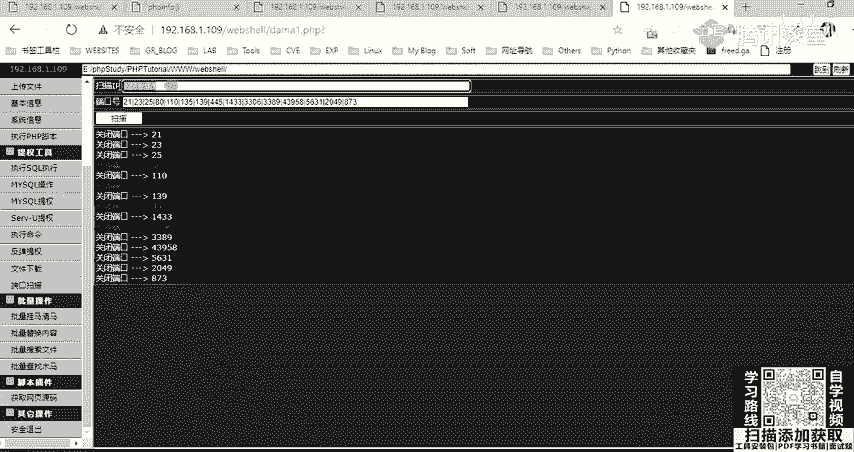 192.168.1.109/webshell
phpinfo()
192.168.1.109/webshell
192.168.1.109/webshell
192.168.1.109/webshell
192.168.1.109/webshell
不安全 192.168.1.109/webshell/dama1.php?
书签工具栏 WEBSITES GR_BLOG LAB Tools CVE EXP Linux My Blog Soft 网址导航 Others Python 其他收藏夹 freed.ga 注册
192.168.1.109 E:/phpStudy/PHPTutorial/WWW/webshell/ 跳到 刷新
上传文件
基本信息
系统信息
执行PHP脚本
提权工具
执行SQL执行
MYSQL操作
MYSQL提权
Serv-U提权
执行命令
反弹提权
文件下载
端口扫描
批量操作
批量挂马清马
批量替换内容
批量搜索文件
批量查找木马
脚本插件
获取网页源码
其它操作
安全退出
扫描IP
端口号 21|23|25|80|110|135|139|445|1433|3306|3389|43958|5631|2049|873
扫描
关闭端口 ---> 21
关闭端口 ---> 23
关闭端口 ---> 25
关闭端口 ---> 110
关闭端口 ---> 139
关闭端口 ---> 1433
关闭端口 ---> 3389
关闭端口 ---> 43958
关闭端口 ---> 5631
关闭端口 ---> 2049
关闭端口 ---> 873
腾讯课堂
学习路线
自学视频
扫描添加获取
工具安装包|PDF学习书籍|面试题